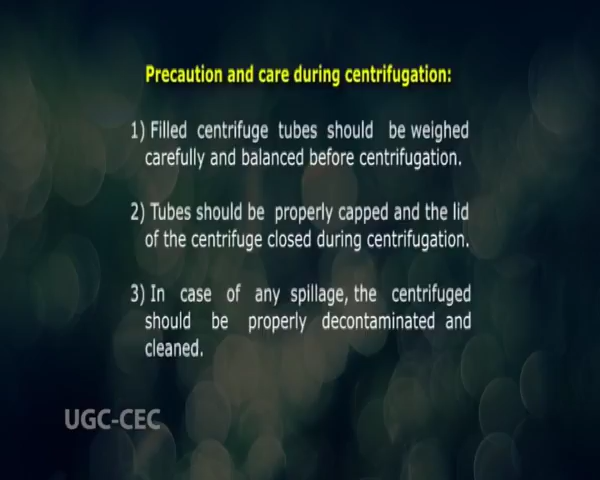 Precaution and care during centrifugation:
1) Filled centrifuge tubes should be weighed
carefully and balanced before centrifugation.
2) Tubes should be properly capped and the lid
of the centrifuge closed during centrifugation.
3) In case of any spillage, the centrifuged
should be properly decontaminated and
cleaned.
UGC-CEC